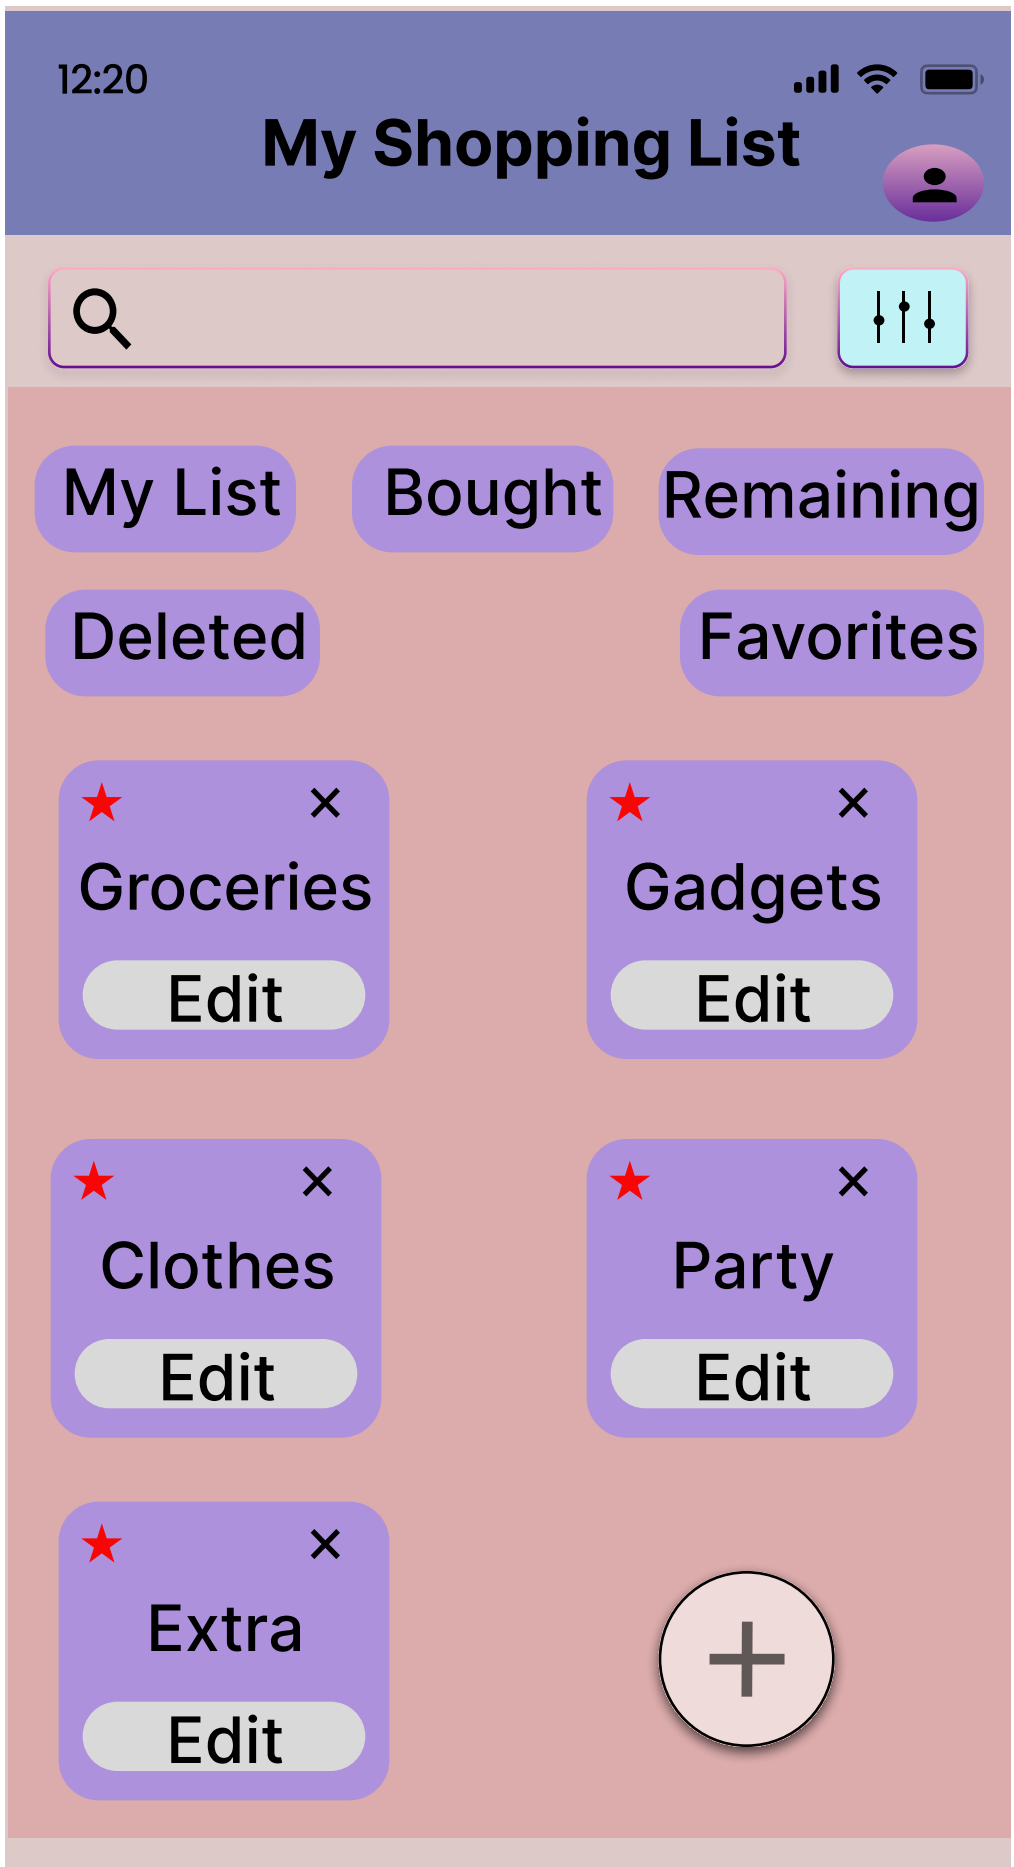 12:20
My Shopping List
My List Bought Remaining
Deleted Favorites
Groceries Gadgets
Edit Edit
Clothes Party
Edit Edit
Extra
Edit